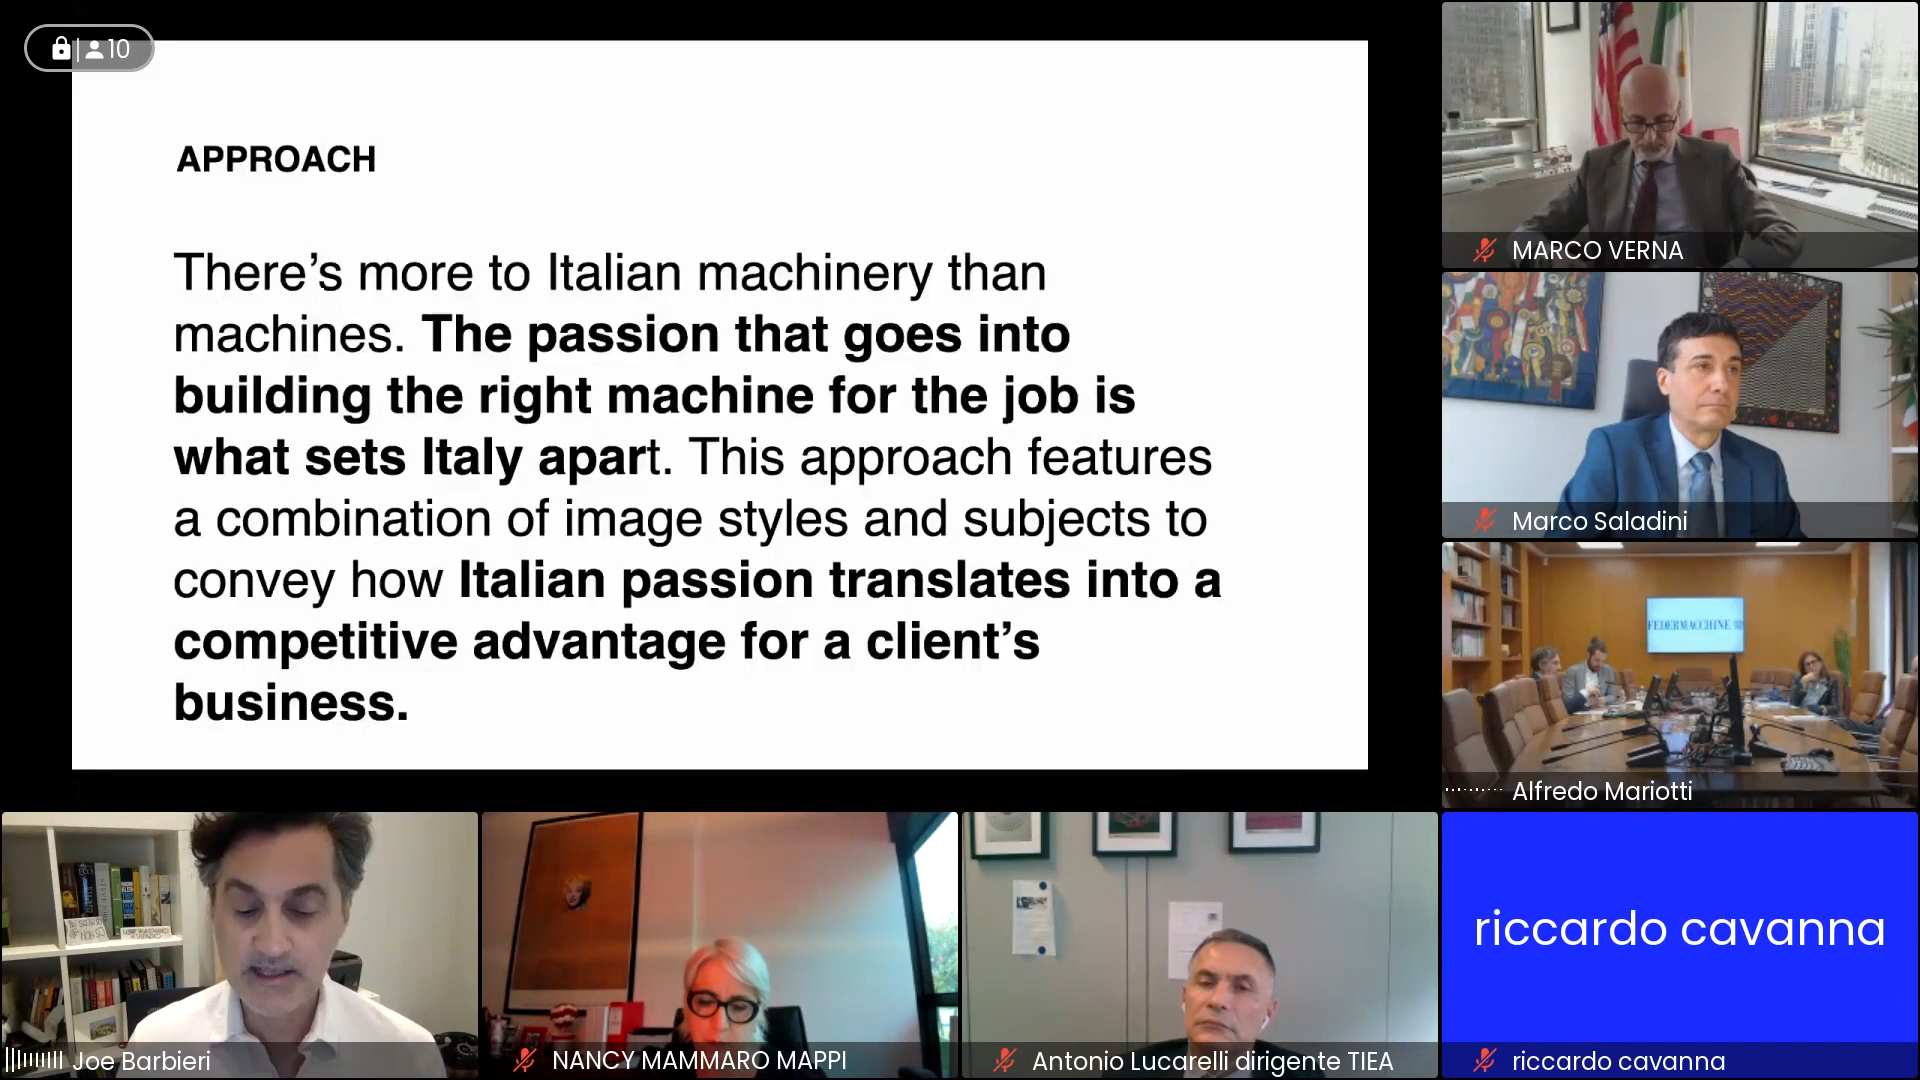 10
APPROACH
There’s more to Italian machinery than
machines. The passion that goes into
building the right machine for the job is
what sets Italy apart. This approach features
a combination of image styles and subjects to
convey how Italian passion translates into a
competitive advantage for a client’s
business.
MARCO VERNA
Marco Saladini
FEDERMACCHINE
Alfredo Mariotti
Joe Barbieri
NANCY MAMMARO MAPPI
Antonio Lucarelli dirigente TIEA
riccardo cavanna
riccardo cavanna